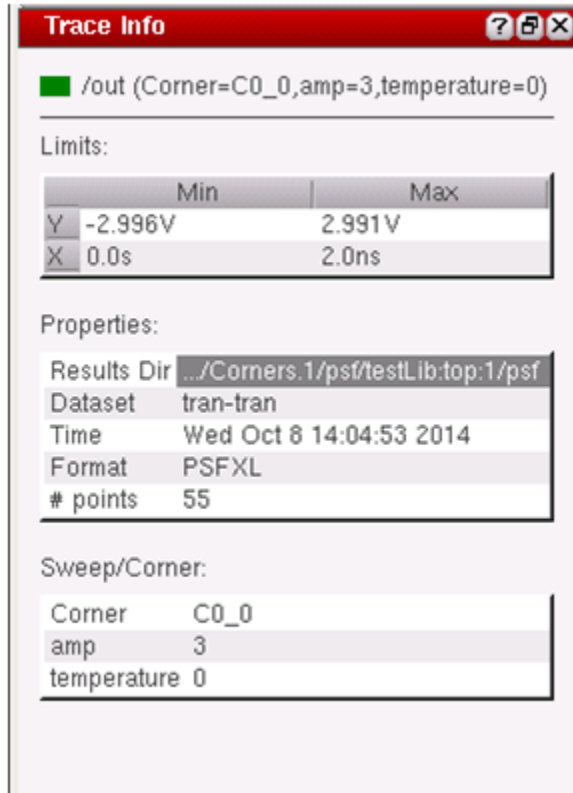 Trace Info
/out (Corner=C0_0,amp=3,temperature=0)
Limits:
Min Max
Y -2.996V 2.991V
X 0.0s 2.0ns
Properties:
Results Dir .../Corners.1/psf/testLib:top:1/psf
Dataset tran-tran
Time Wed Oct 8 14:04:53 2014
Format PSFXL
# points 55
Sweep/Corner:
Corner C0_0
amp 3
temperature 0